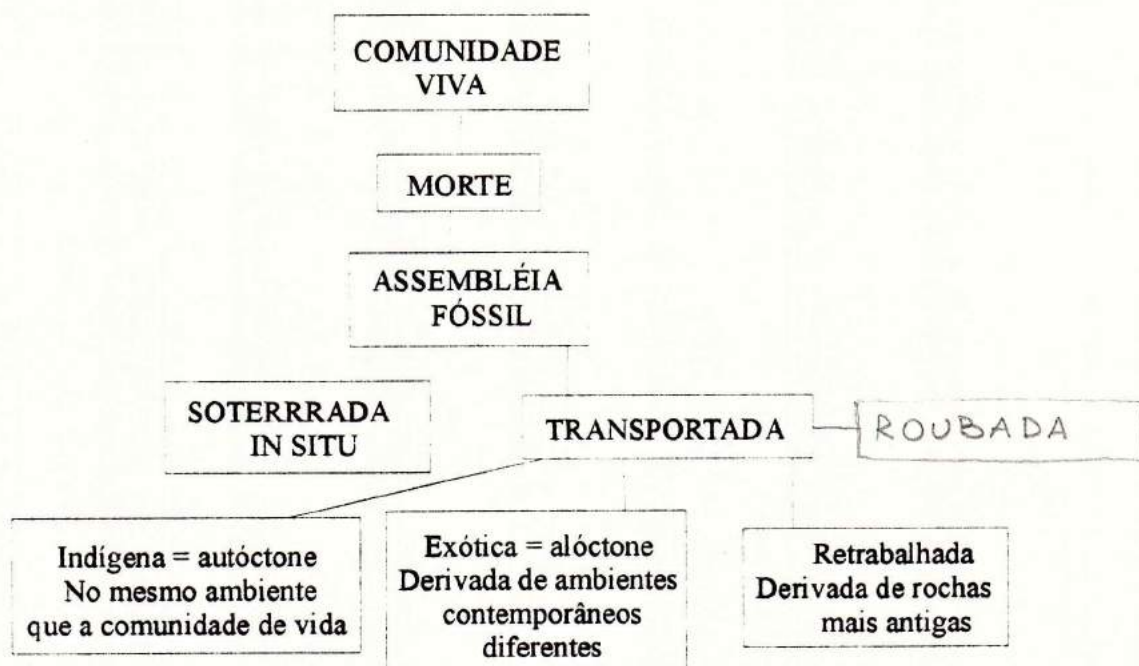 COMUNIDADE
VIVA
MORTE
ASSEMBLÉIA
FÓSSIL
SOTERRRADA
IN SITU
TRANSPORTADA
ROUBADA
Indígena = autóctone
No mesmo ambiente
que a comunidade de vida
Exótica = alóctone
Derivada de ambientes
contemporâneos
diferentes
Retrabalhada
Derivada de rochas
mais antigas